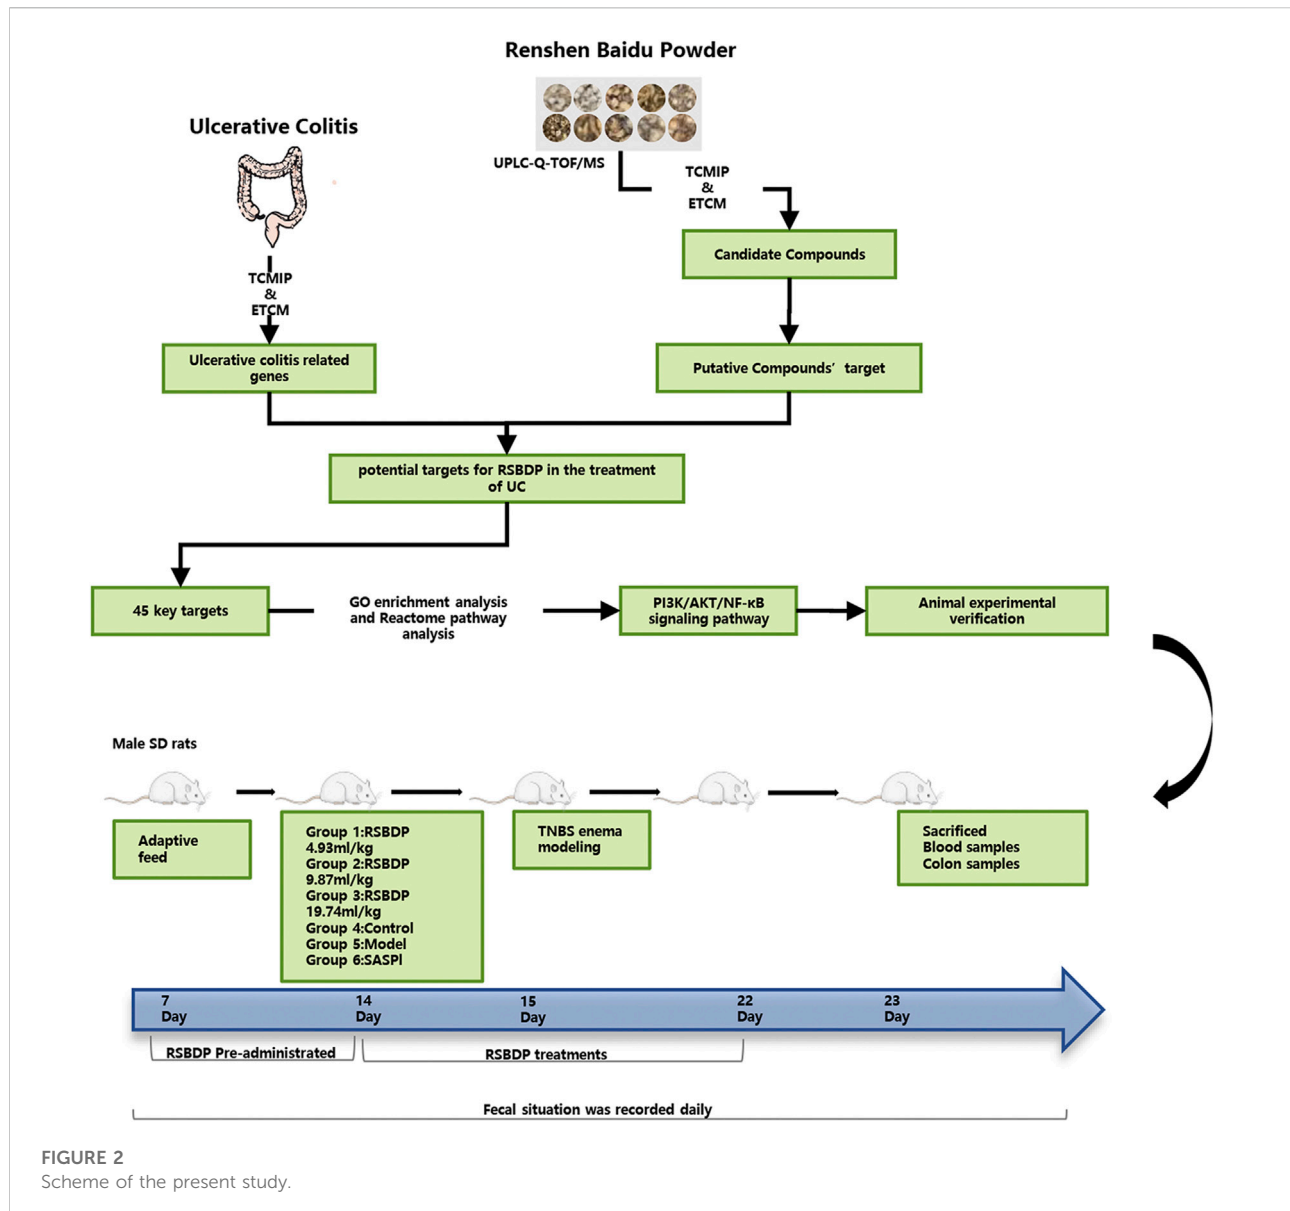 Renshen Baidu Powder
Ulcerative Colitis
UPLC-Q-TOF/MS
TCMIP
&
ETCM
Candidate Compounds
TCMIP
&
ETCM
Ulcerative colitis related
genes
Putative Compounds' target
potential targets for RSBDP in the treatment
of UC
45 key targets
GO enrichment analysis
and Reactome pathway
analysis
PI3K/AKT/NF-κB
signaling pathway
Animal experimental
verification
Male SD rats
Adaptive
feed
Group 1:RSBDP
4.93ml/kg
Group 2:RSBDP
9.87ml/kg
Group 3:RSBDP
19.74ml/kg
Group 4:Control
Group 5:Model
Group 6:SASPl
TNBS enema
modeling
Sacrificed
Blood samples
Colon samples
7
Day
14
Day
15
Day
22
Day
23
Day
RSBDP Pre-administrated
RSBDP treatments
Fecal situation was recorded daily
FIGURE 2
Scheme of the present study.